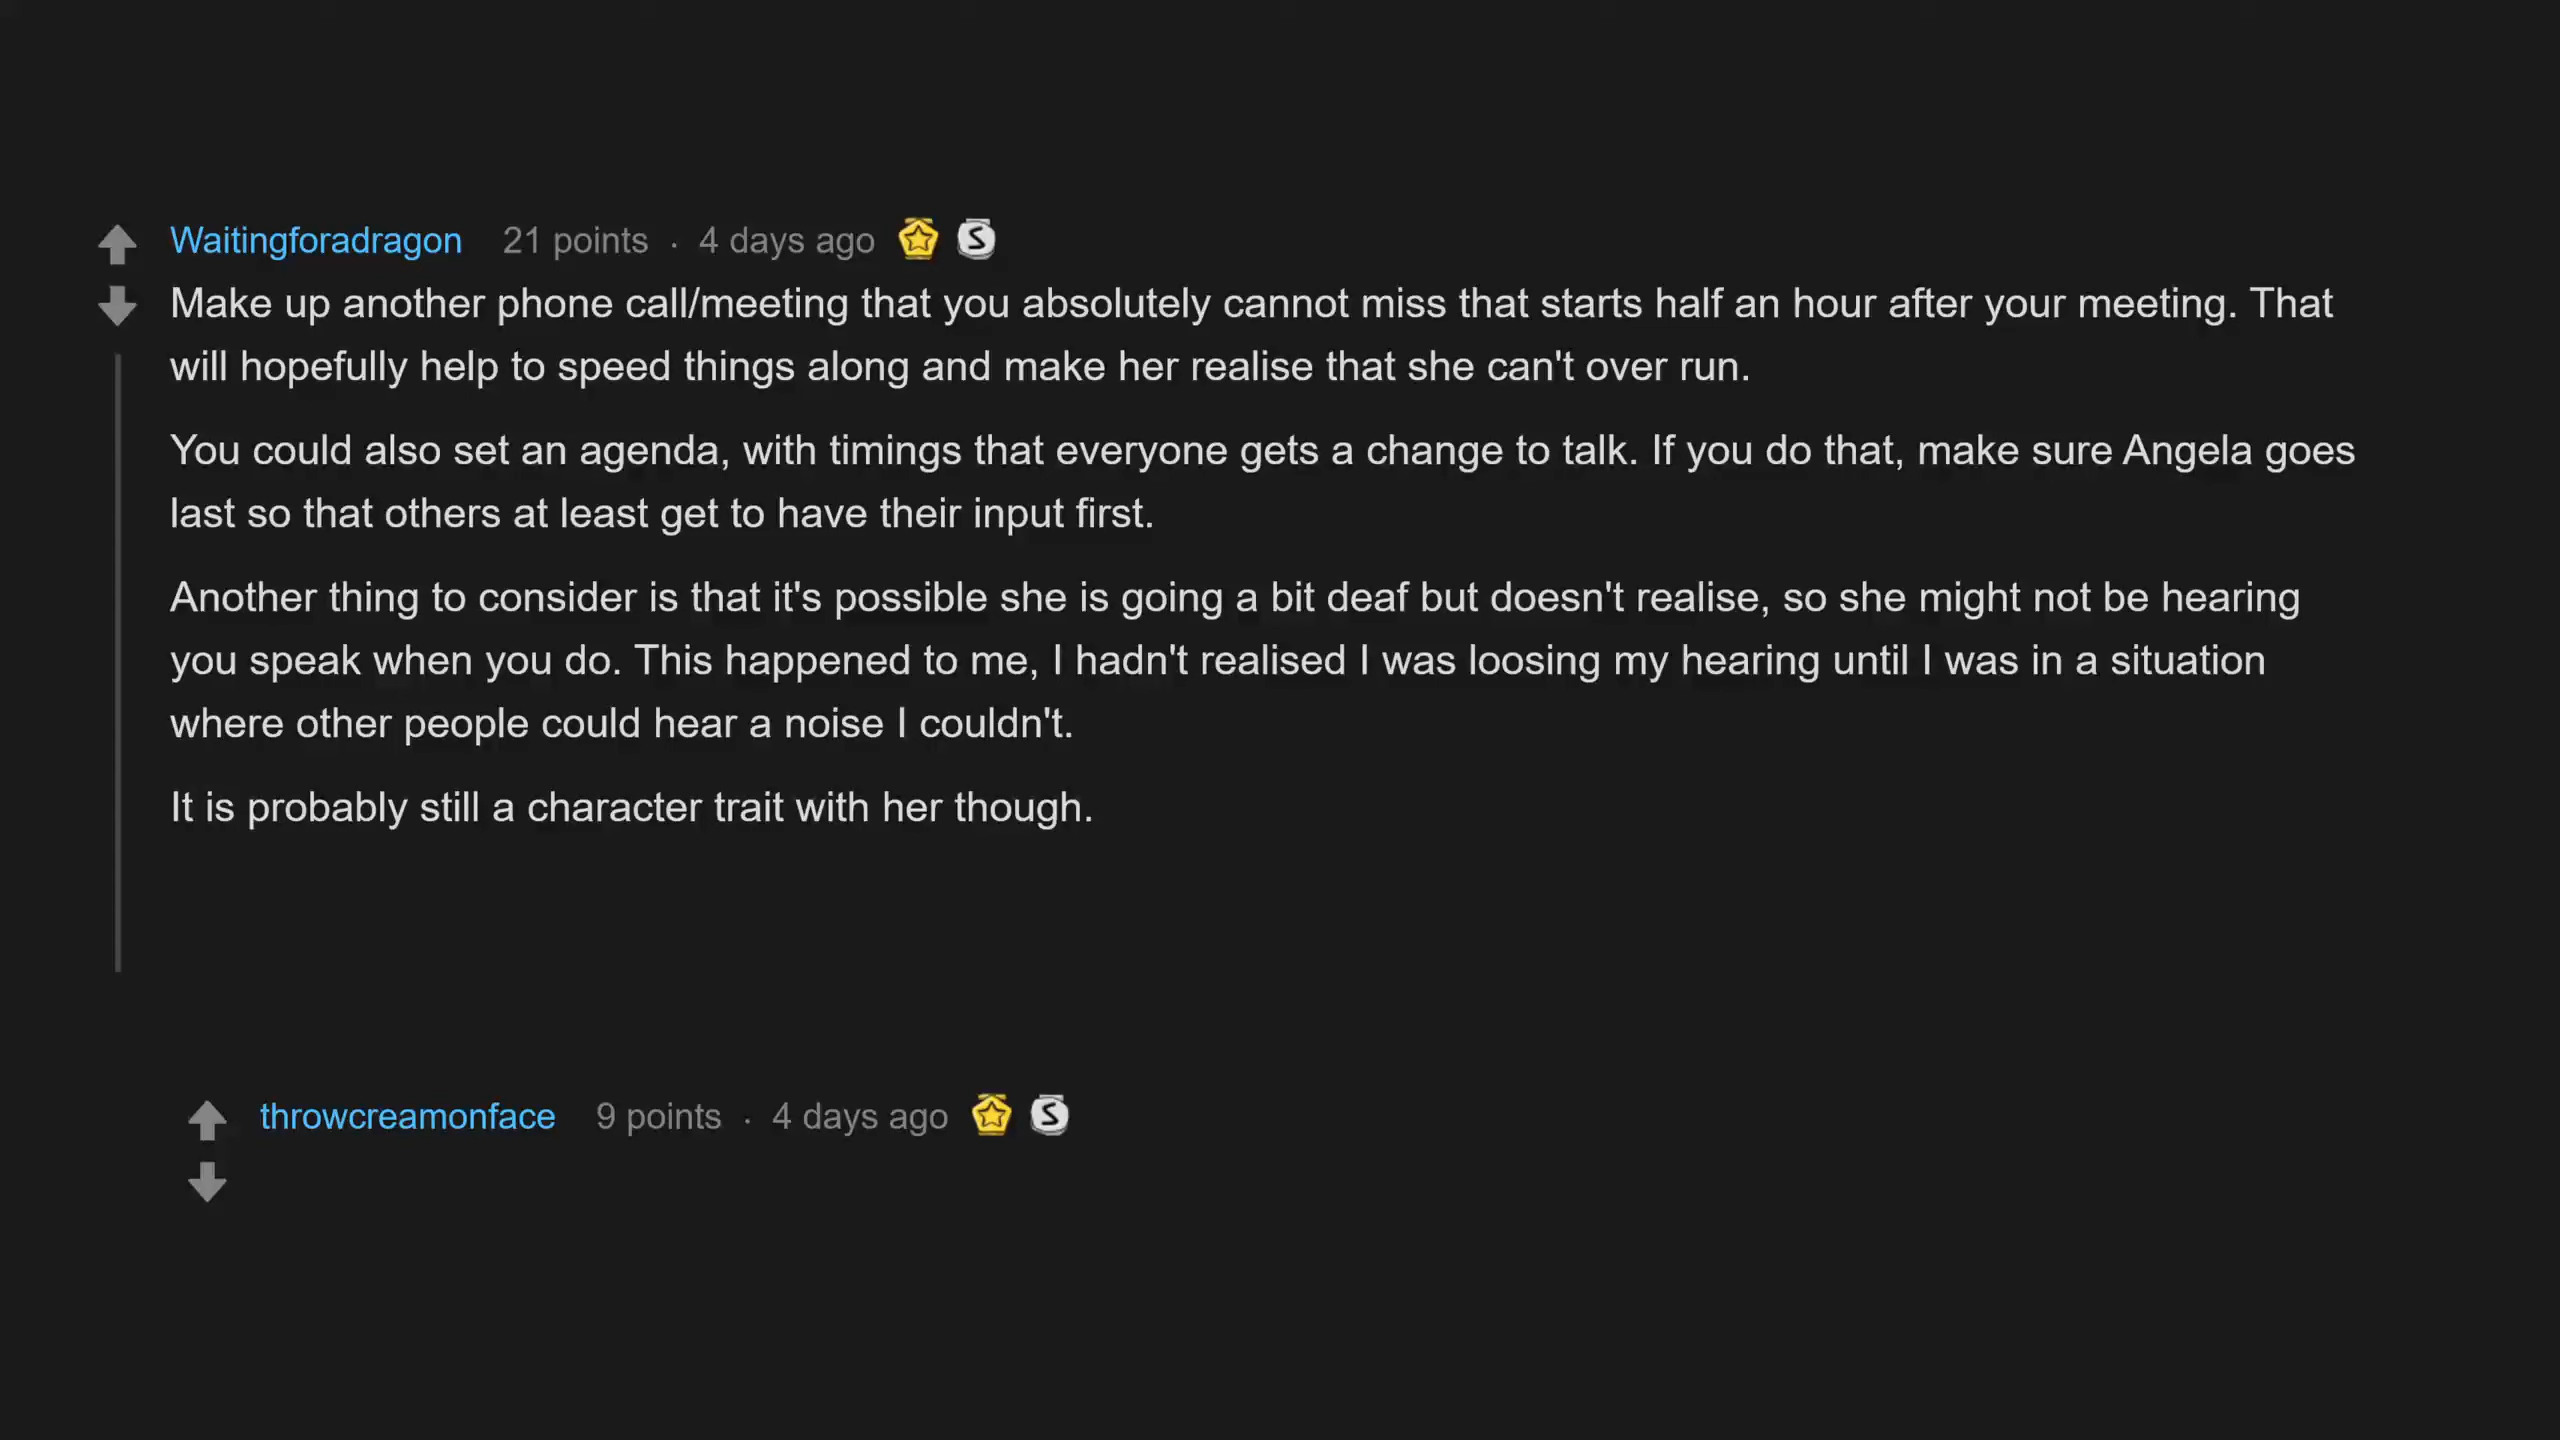 Waitingforadragon 21 points · 4 days ago S
Make up another phone call/meeting that you absolutely cannot miss that starts half an hour after your meeting. That
will hopefully help to speed things along and make her realise that she can't over run.
You could also set an agenda, with timings that everyone gets a change to talk. If you do that, make sure Angela goes
last so that others at least get to have their input first.
Another thing to consider is that it's possible she is going a bit deaf but doesn't realise, so she might not be hearing
you speak when you do. This happened to me, I hadn't realised I was loosing my hearing until I was in a situation
where other people could hear a noise I couldn't.
It is probably still a character trait with her though.
throwcreamonface 9 points · 4 days ago S